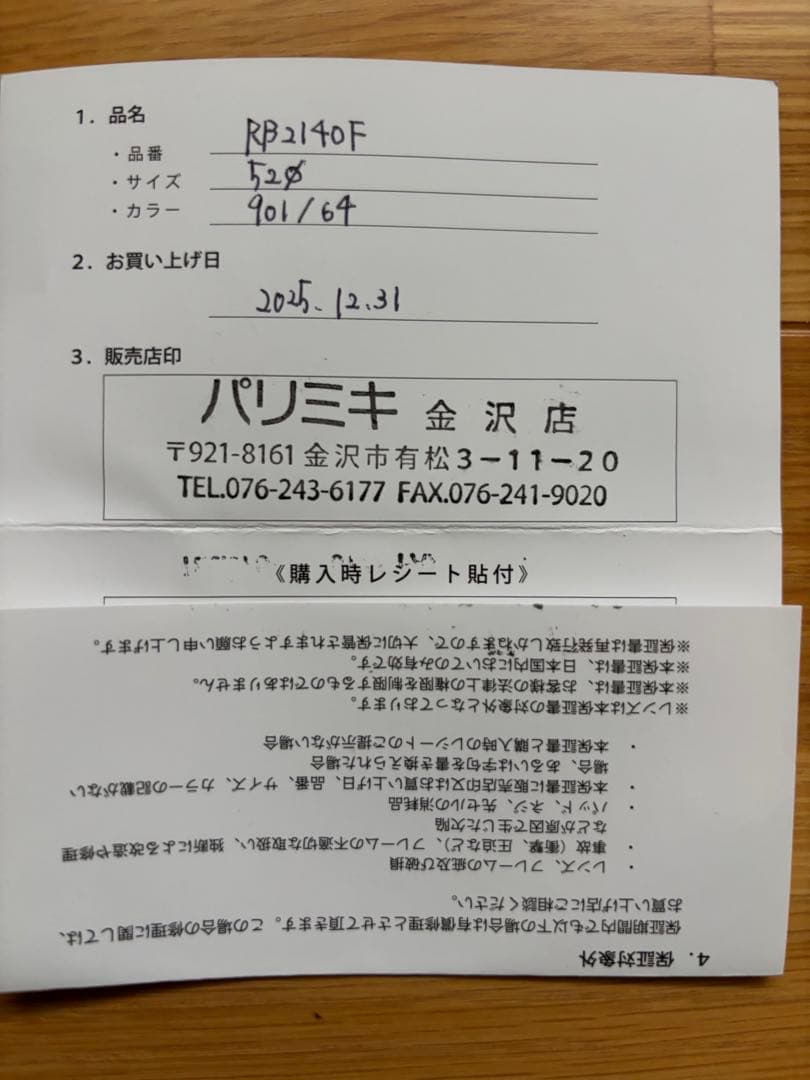 1. 品名
・品番 RB2140F
・サイズ 52∅
・カラー 901/64
2. お買い上げ日
2025.12.31
3. 販売店印
パリミキ 金沢店
〒921-8161 金沢市有松3-11-20
TEL.076-243-6177 FAX.076-241-9020
《購入時レシート貼付》
4. 保証対象外
保証期間内でも以下の場合は有償修理とさせて頂きます。この場合の修理に関しては、
お買い上げ店にご相談ください。
・レンズ、フレームの疵及び破損
・事故(衝撃、圧迫など)、フレームの不適切な取扱い、独断による改造や修理
などが原因で生じた欠陥
・パッド、ネジ、先セルの消耗品
・本保証書に販売店印又はお買い上げ日、品番、サイズ、カラーの記載がない
場合、あるいは字句を書き換えられた場合
・本保証書と購入時のレシートのご提示がない場合
※レンズは本保証書の対象外となっております。
※本保証書は、お客様の法律上の権限を制限するものではありません。
※本保証書は、日本国内においてのみ有効です。
※保証書は再発行致しかねますので、大切に保管されますようお願い申し上げます。